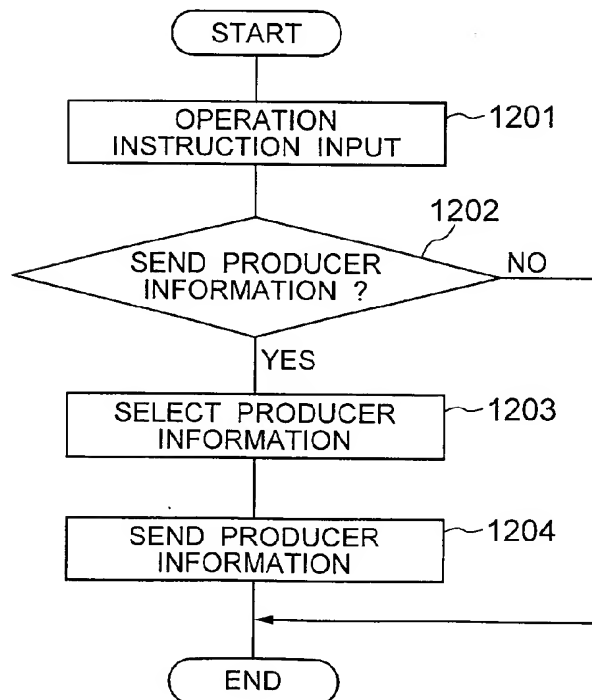 START
OPERATION
INSTRUCTION INPUT
1201
1202
SEND PRODUCER
INFORMATION ?
NO
YES
SELECT PRODUCER
INFORMATION
1203
SEND PRODUCER
INFORMATION
1204
END